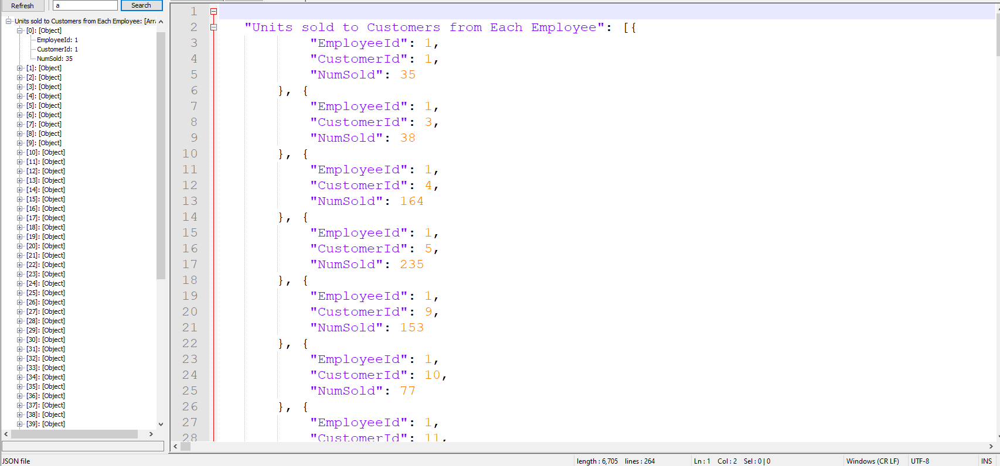 Refresh
a
Search
Units sold to Customers from Each Employee: [Arra
[0]: [Object]
EmployeeId: 1
CustomerId: 1
NumSold: 35
[1]: [Object]
[2]: [Object]
[3]: [Object]
[4]: [Object]
[5]: [Object]
[6]: [Object]
[7]: [Object]
[8]: [Object]
[9]: [Object]
[10]: [Object]
[11]: [Object]
[12]: [Object]
[13]: [Object]
[14]: [Object]
[15]: [Object]
[16]: [Object]
[17]: [Object]
[18]: [Object]
[19]: [Object]
[20]: [Object]
[21]: [Object]
[22]: [Object]
[23]: [Object]
[24]: [Object]
[25]: [Object]
[26]: [Object]
[27]: [Object]
[28]: [Object]
[29]: [Object]
[30]: [Object]
[31]: [Object]
[32]: [Object]
[33]: [Object]
[34]: [Object]
[35]: [Object]
[36]: [Object]
[37]: [Object]
[38]: [Object]
[39]: [Object]
1
2 "Units sold to Customers from Each Employee": [{
3 "EmployeeId": 1,
4 "CustomerId": 1,
5 "NumSold": 35
6 }, {
7 "EmployeeId": 1,
8 "CustomerId": 3,
9 "NumSold": 38
10 }, {
11 "EmployeeId": 1,
12 "CustomerId": 4,
13 "NumSold": 164
14 }, {
15 "EmployeeId": 1,
16 "CustomerId": 5,
17 "NumSold": 235
18 }, {
19 "EmployeeId": 1,
20 "CustomerId": 9,
21 "NumSold": 153
22 }, {
23 "EmployeeId": 1,
24 "CustomerId": 10,
25 "NumSold": 77
26 }, {
27 "EmployeeId": 1,
28 "CustomerId": 11,
JSON file length : 6,705 lines : 264 Ln : 1 Col : 2 Sel : 0 | 0 Windows (CR LF) UTF-8 INS